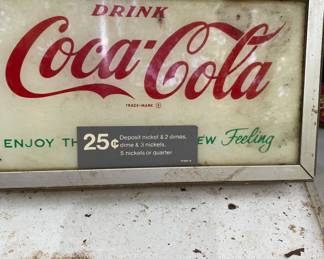 DRINK
Coca-Cola
TRADE-MARK ®
ENJOY TH EW Feeling
25¢
Deposit nickel & 2 dimes,
dime & 3 nickels,
5 nickels or quarter